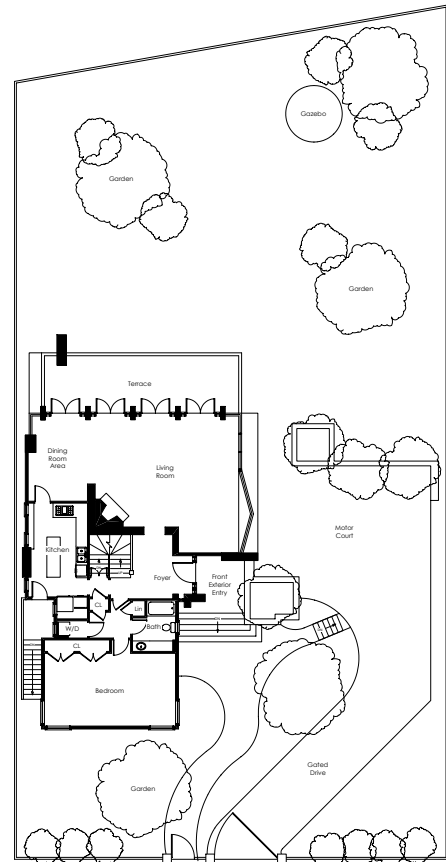 Gazebo
Garden
Garden
Terrace
Dining
Room
Area
Living
Room
Motor
Court
Kitchen
Foyer
Front
Exterior
Entry
CL
Lin
W/D
Bath
CL
Bedroom
Gated
Drive
Garden